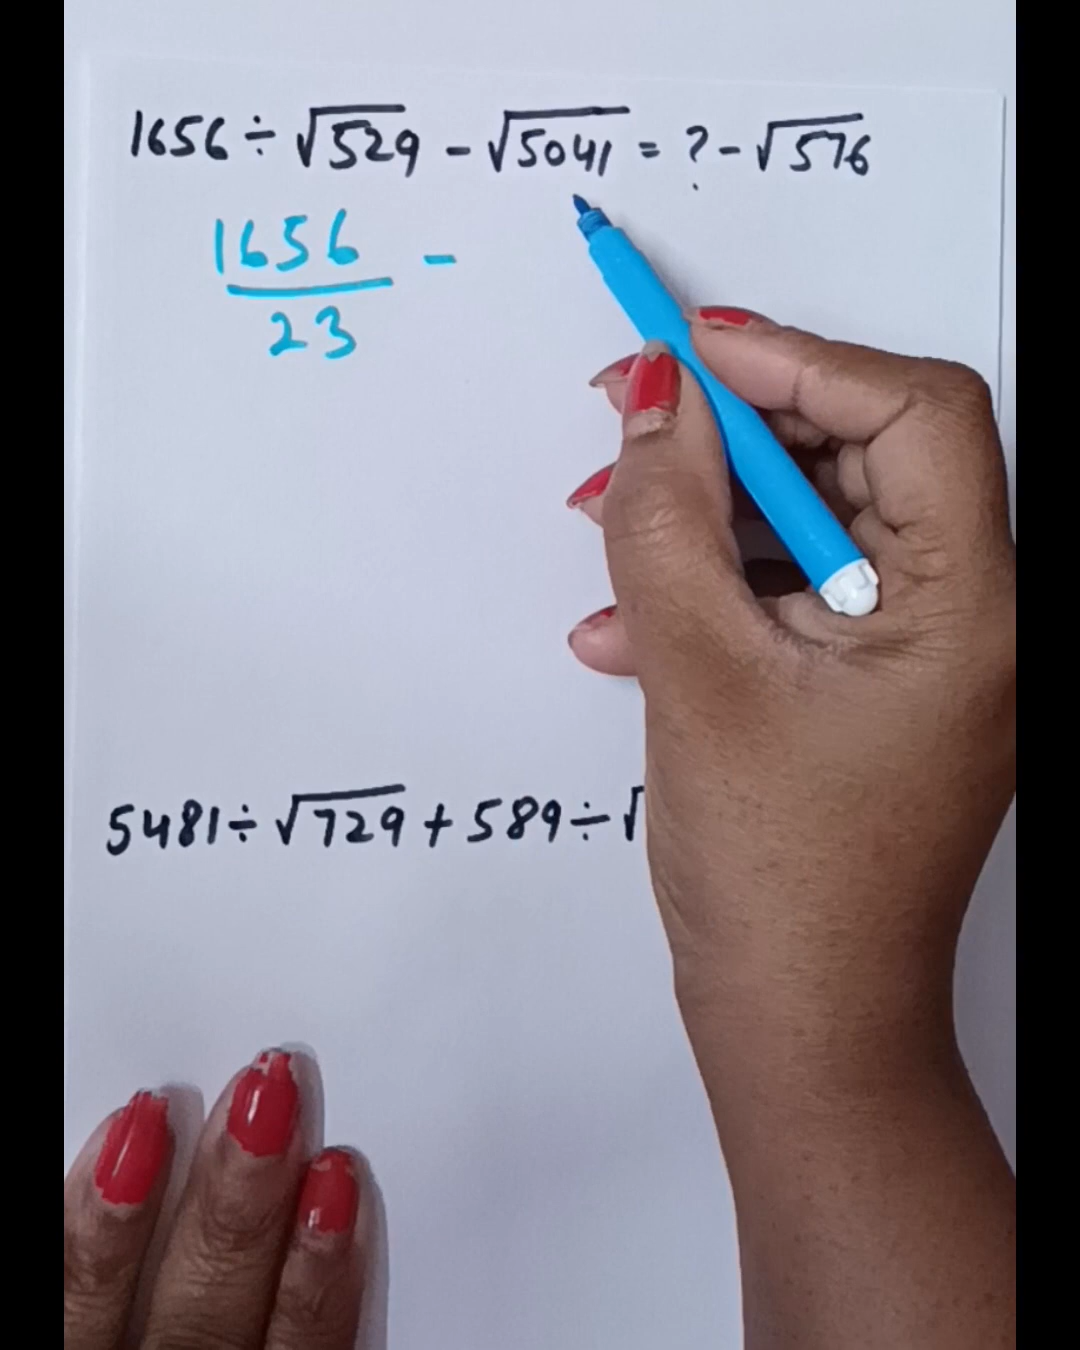 1656 ÷ √529 - √5041 = ? - √576
1656 -
23
5481 ÷ √729 + 589 ÷ √